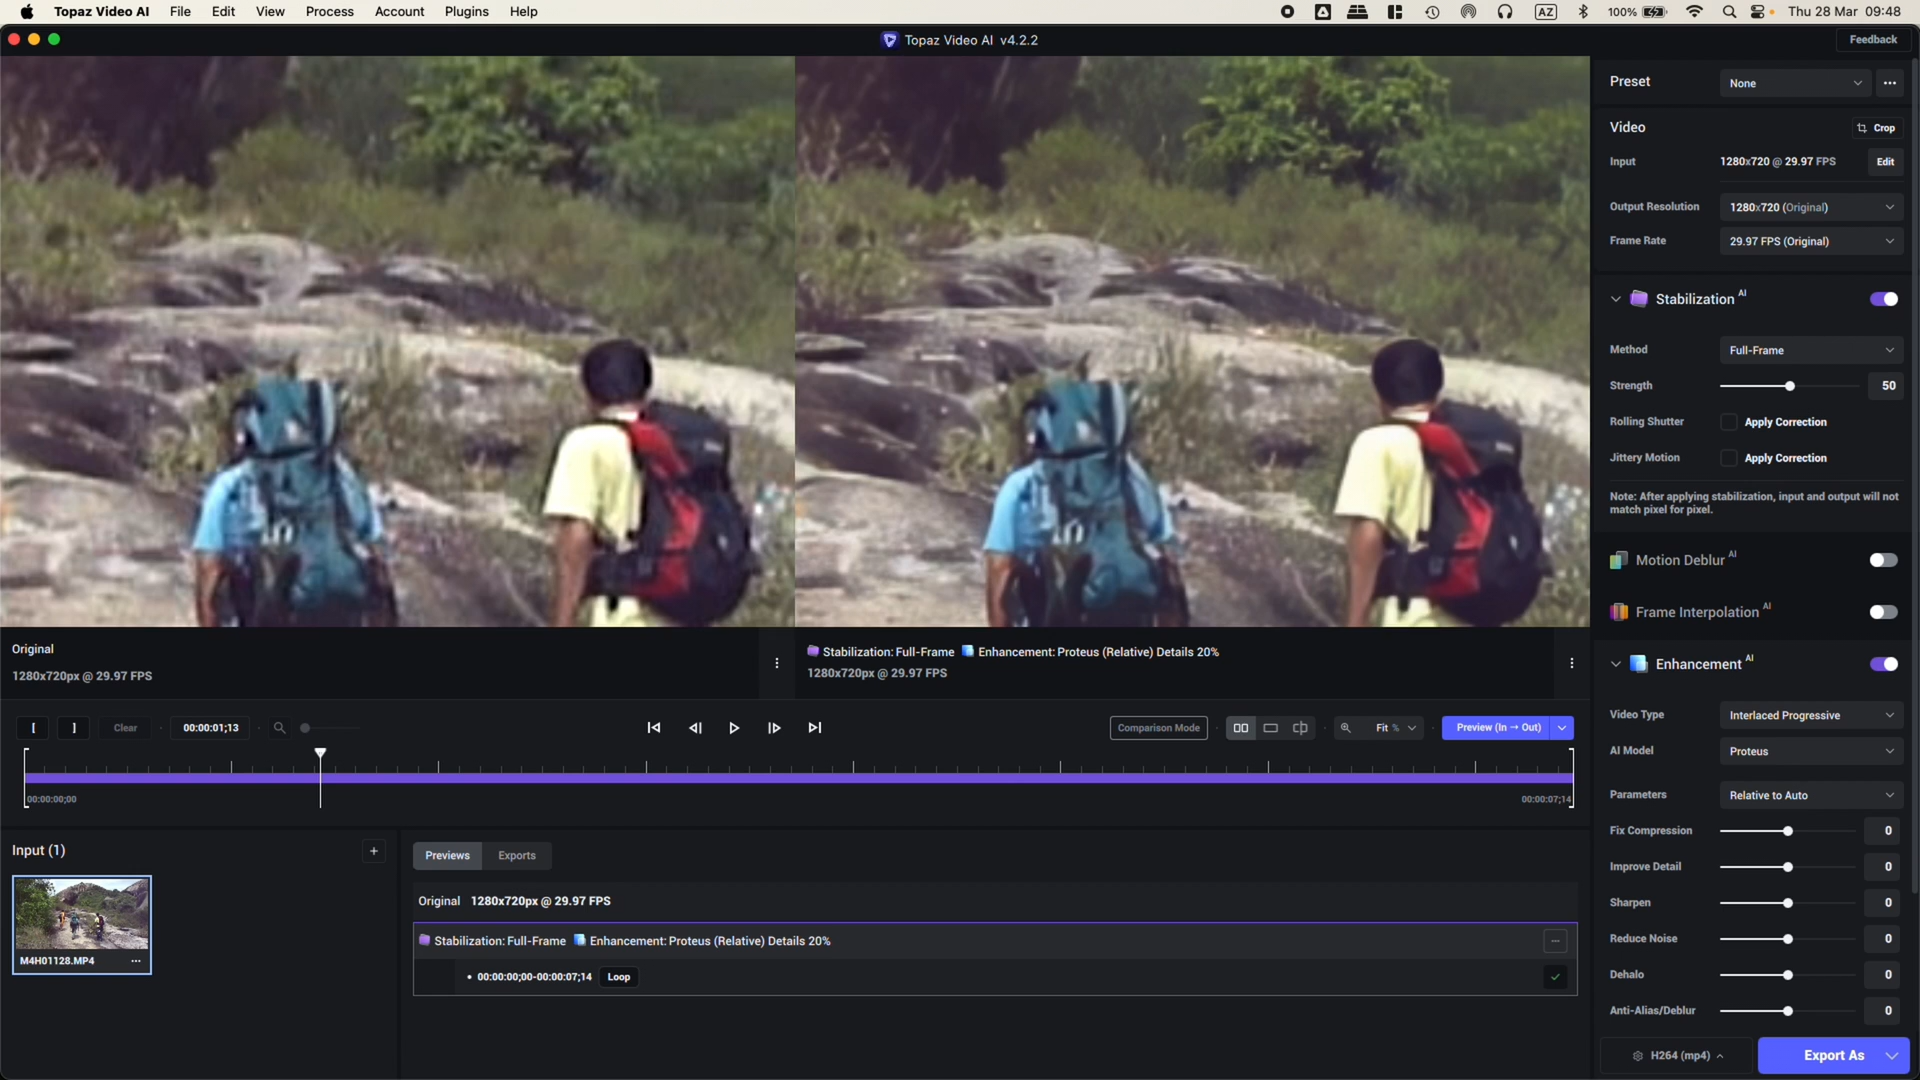 Topaz Video AI File Edit View Process Account Plugins Help AZ 100% Thu 28 Mar 09:48
Topaz Video AI v4.2.2
Feedback
Preset None
Video Crop
Input 1280x720 @ 29.97 FPS Edit
Output Resolution 1280x720 (Original)
Frame Rate 29.97 FPS (Original)
Stabilization AI
Method Full-Frame
Strength 50
Rolling Shutter Apply Correction
Jittery Motion Apply Correction
Note: After applying stabilization, input and output will not
match pixel for pixel.
Motion Deblur AI
Frame Interpolation AI
Enhancement AI
Video Type Interlaced Progressive
AI Model Proteus
Parameters Relative to Auto
Fix Compression 0
Improve Detail 0
Sharpen 0
Reduce Noise 0
Dehalo 0
Anti-Alias/Deblur 0
H264 (mp4) Export As
Original
1280x720px @ 29.97 FPS
Stabilization: Full-Frame Enhancement: Proteus (Relative) Details 20%
1280x720px @ 29.97 FPS
[ ] Clear 00:00:01;13 Comparison Mode Fit % Preview (In → Out)
00:00:00;00 00:00:07;14
Input (1) +
M4H01128.MP4 ...
Previews Exports
Original 1280x720px @ 29.97 FPS
Stabilization: Full-Frame Enhancement: Proteus (Relative) Details 20%
• 00:00:00;00-00:00:07;14 Loop